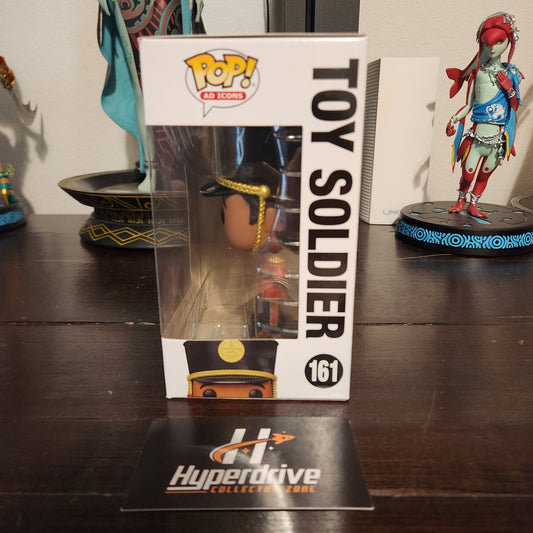 POP!
AD ICONS
TOY SOLDIER
161
H
Hyperdrive
COLLECTOR ZONE